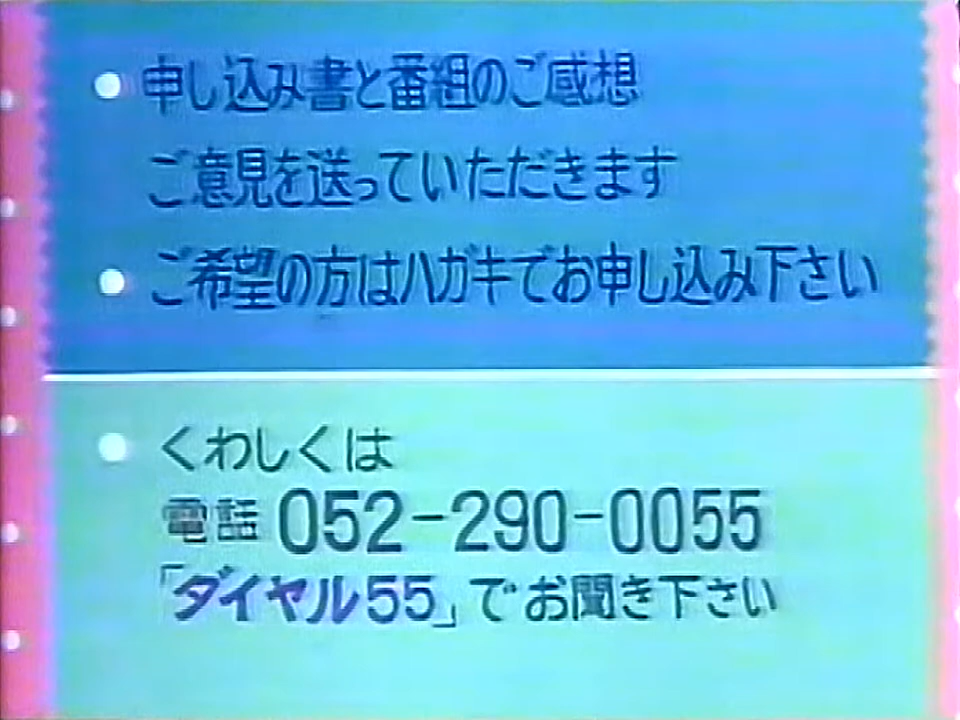 ●申し込み書と番組のご感想
ご意見を送っていただきます
●ご希望の方はハガキでお申し込み下さい
●くわしくは
電話 052-290-0055
「ダイヤル55」でお聞き下さい